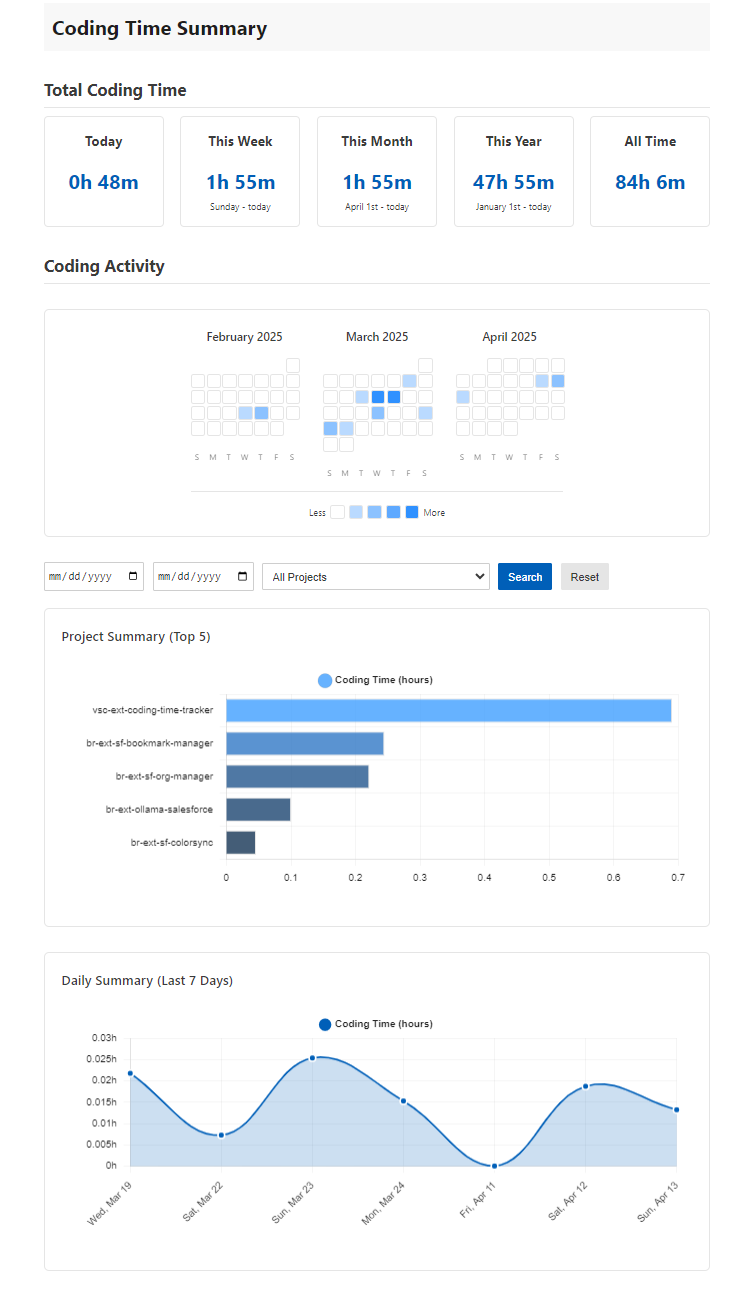 Coding Time Summary
Total Coding Time
Today
0h 48m
This Week
1h 55m
Sunday - today
This Month
1h 55m
April 1st - today
This Year
47h 55m
January 1st - today
All Time
84h 6m
Coding Activity
February 2025
S M T W T F S
March 2025
S M T W T F S
April 2025
S M T W T F S
Less More
mm/dd/yyyy mm/dd/yyyy All Projects Search Reset
Project Summary (Top 5)
Coding Time (hours)
vsc-ext-coding-time-tracker
br-ext-sf-bookmark-manager
br-ext-sf-org-manager
br-ext-ollama-salesforce
br-ext-sf-colorsync
0 0.1 0.2 0.3 0.4 0.5 0.6 0.7
Daily Summary (Last 7 Days)
Coding Time (hours)
0.03h
0.025h
0.02h
0.015h
0.01h
0.005h
0h
Wed, Mar 19
Sat, Mar 22
Sun, Mar 23
Mon, Mar 24
Fri, Apr 11
Sat, Apr 12
Sun, Apr 13